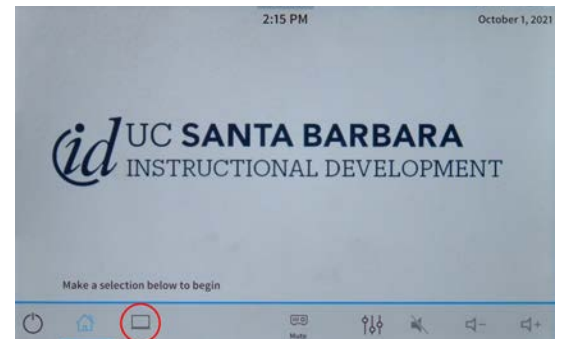 2:15 PM
October 1, 2021
id
UC SANTA BARBARA
INSTRUCTIONAL DEVELOPMENT
Make a selection below to begin
Mute